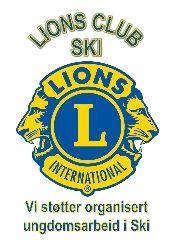 LIONS CLUB
SKI
LIONS
L
INTERNATIONAL
®
Vi støtter organisert
ungdomsarbeid i Ski